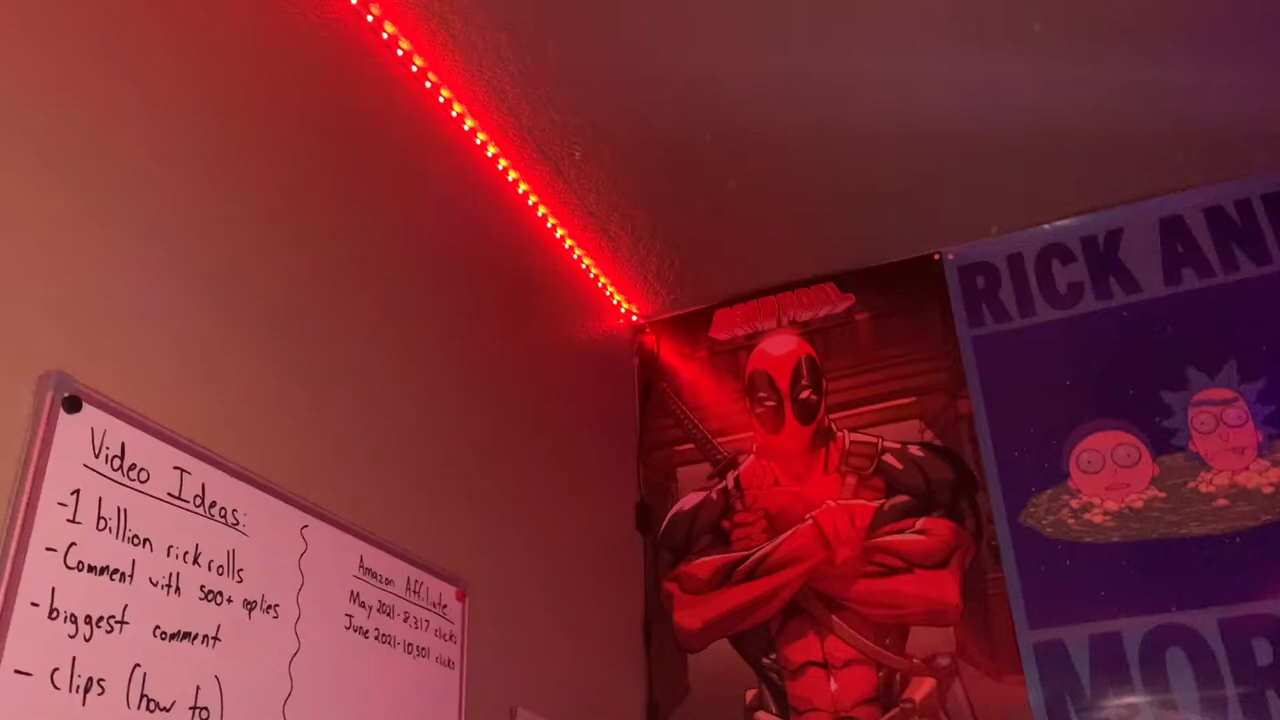 Video Ideas:
-1 billion rick rolls
-Comment with 500+ replies
-biggest comment
- clips (how to)
Amazon Affiliate
May 2021-8,317 clicks
June 2021-10,501 clicks
DEADPOOL
RICK AN
MOR